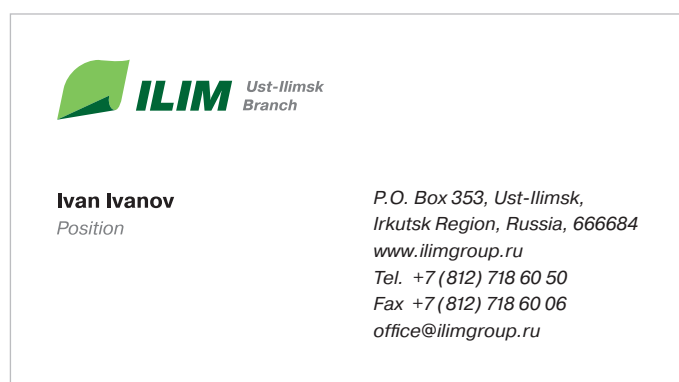 ILIM Ust-Ilimsk
Branch
Ivan Ivanov
Position
P.O. Box 353, Ust-Ilimsk,
Irkutsk Region, Russia, 666684
www.ilimgroup.ru
Tel. +7 (812) 718 60 50
Fax +7 (812) 718 60 06
office@ilimgroup.ru